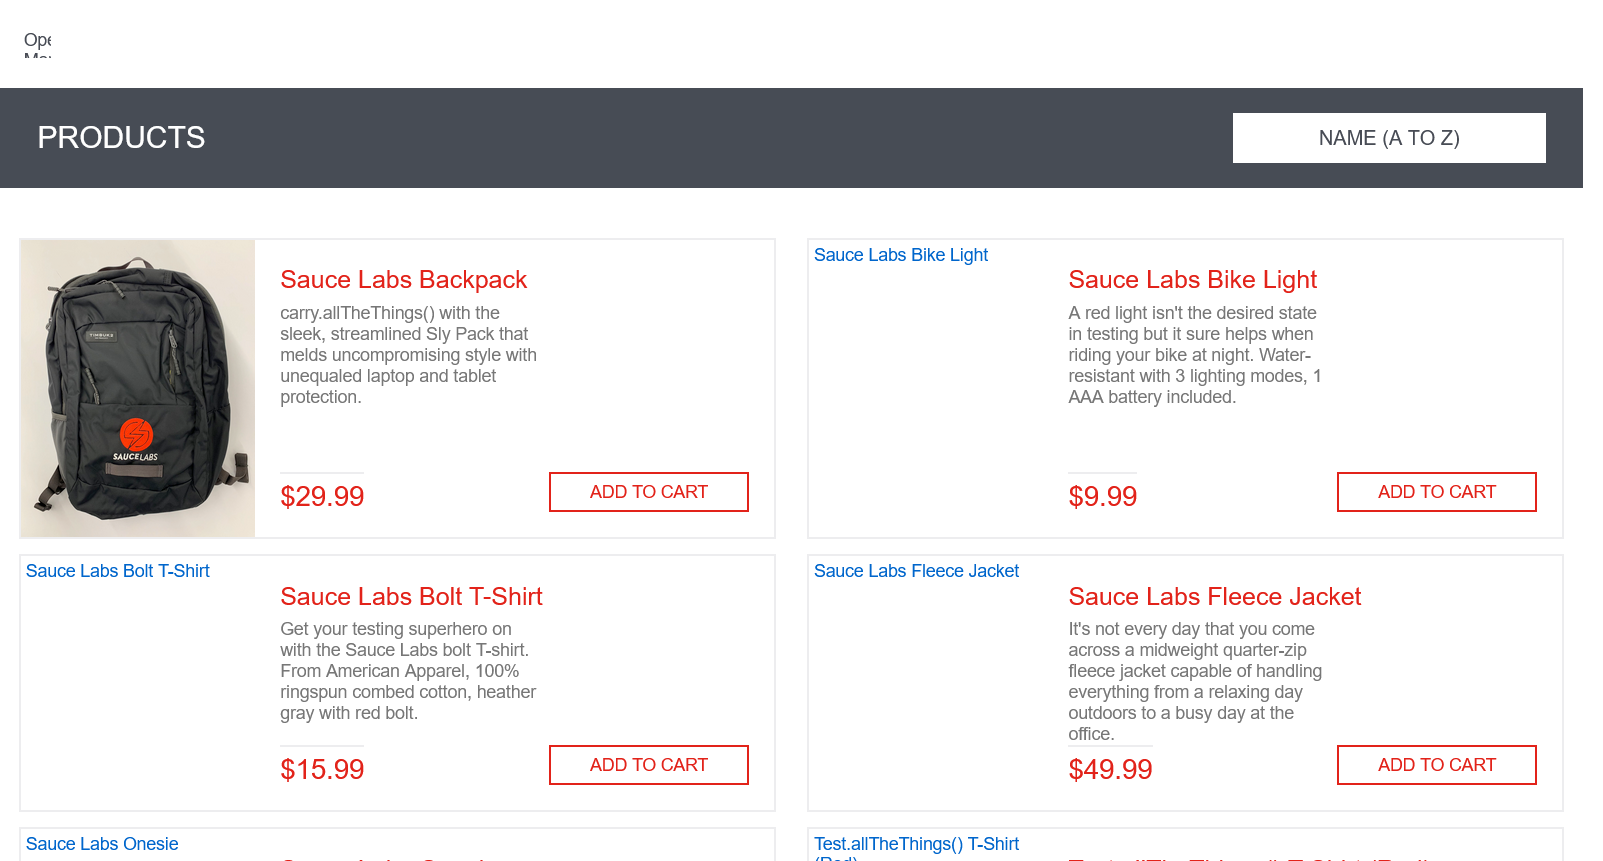 Ope
PRODUCTS
NAME (A TO Z)
Sauce Labs Backpack
carry.allTheThings() with the
sleek, streamlined Sly Pack that
melds uncompromising style with
unequaled laptop and tablet
protection.
$29.99
ADD TO CART
TIMBUK2
SAUCELABS
Sauce Labs Bike Light
Sauce Labs Bike Light
A red light isn't the desired state
in testing but it sure helps when
riding your bike at night. Water-
resistant with 3 lighting modes, 1
AAA battery included.
$9.99
ADD TO CART
Sauce Labs Bolt T-Shirt
Sauce Labs Bolt T-Shirt
Get your testing superhero on
with the Sauce Labs bolt T-shirt.
From American Apparel, 100%
ringspun combed cotton, heather
gray with red bolt.
$15.99
ADD TO CART
Sauce Labs Fleece Jacket
Sauce Labs Fleece Jacket
It's not every day that you come
across a midweight quarter-zip
fleece jacket capable of handling
everything from a relaxing day
outdoors to a busy day at the
office.
$49.99
ADD TO CART
Sauce Labs Onesie
Test.allTheThings() T-Shirt